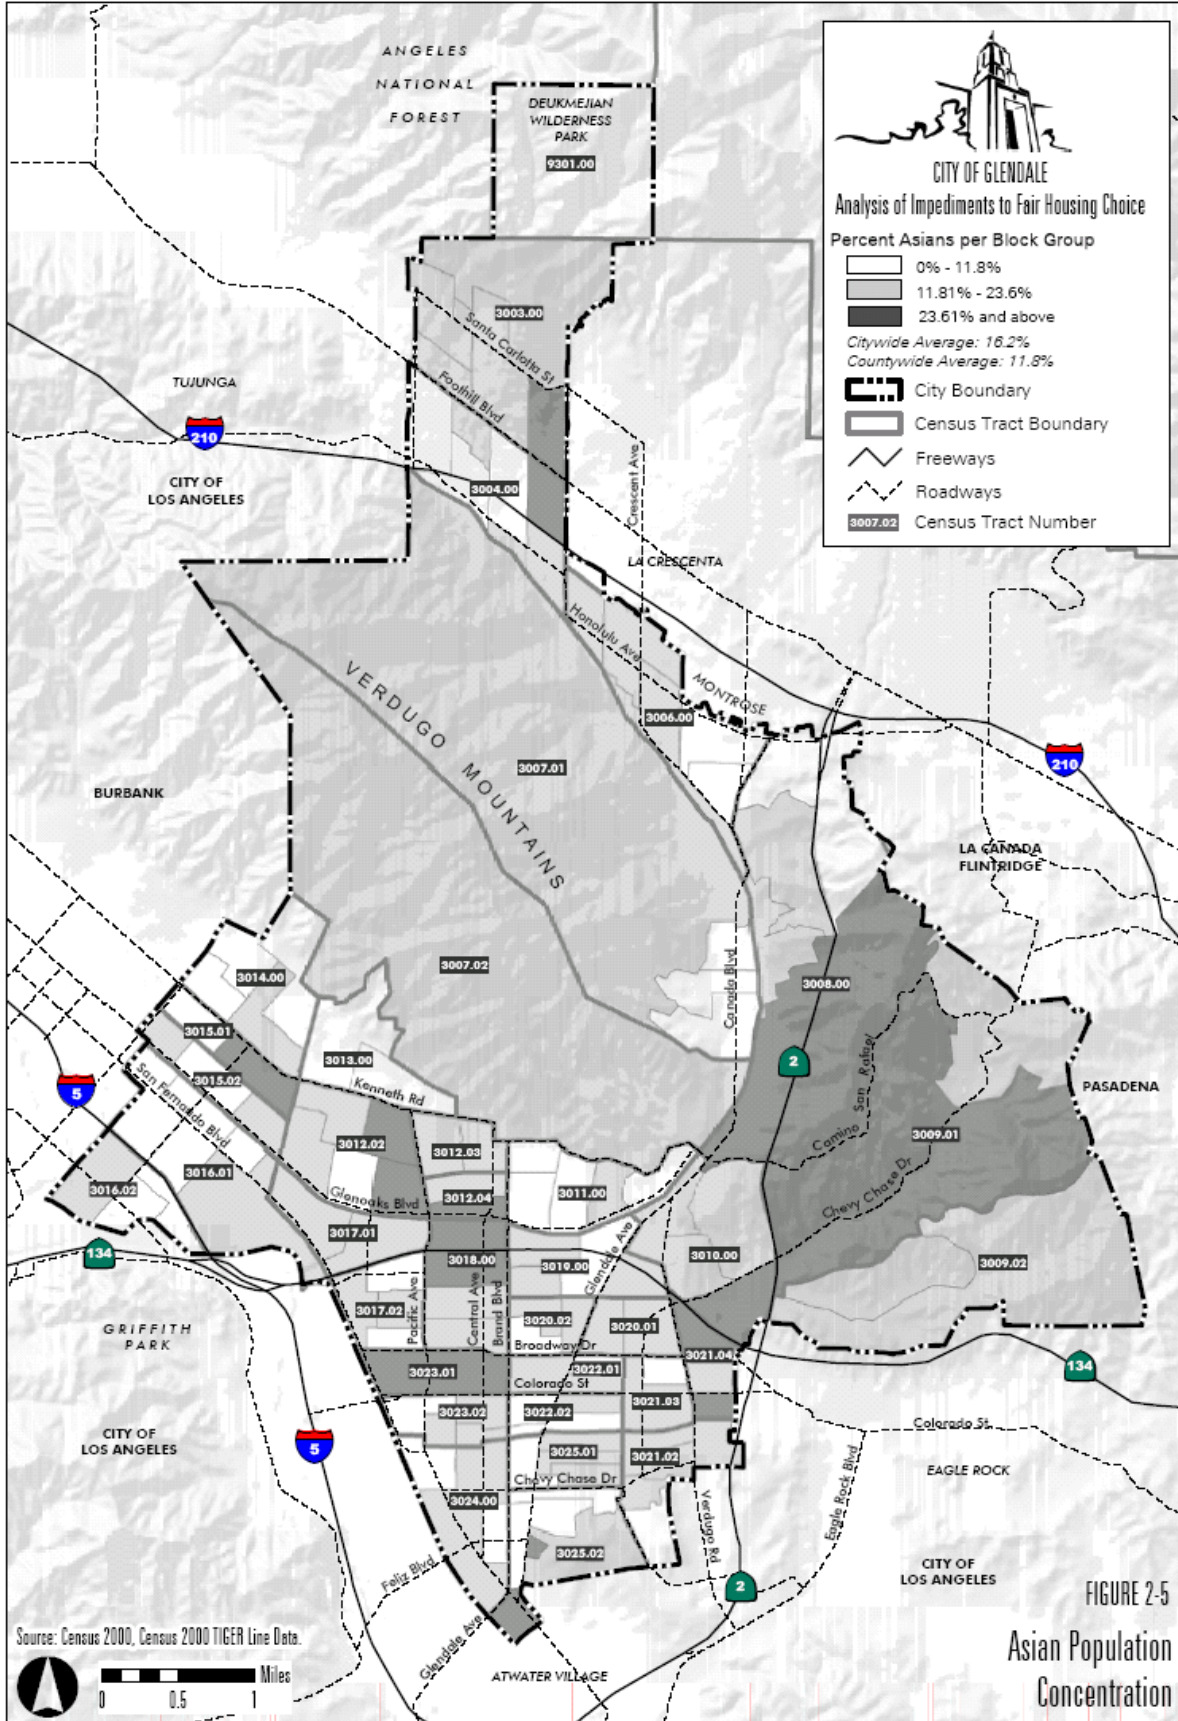 ANGELES
NATIONAL
FOREST
DEUKMEJIAN
WILDERNESS
PARK
9301.00
CITY OF GLENDALE
Analysis of Impediments to Fair Housing Choice
Percent Asians per Block Group
0% - 11.8%
11.81% - 23.6%
23.61% and above
Citywide Average: 16.2%
Countywide Average: 11.8%
City Boundary
Census Tract Boundary
Freeways
Roadways
3007.02 Census Tract Number
3003.00
Santa Carlotta St
Foothill Blvd
TUJUNGA
210
CITY OF
LOS ANGELES
3004.00
Crescent Ave
LA CRESCENTA
Honolulu Ave
MONTROSE
3006.00
VERDUGO MOUNTAINS
3007.01
210
BURBANK
LA CANADA
FLINTRIDGE
3007.02
3014.00
Canada Blvd
3008.00
3015.01
3013.00
3015.02
Kenneth Rd
San Fernando Blvd
5
2
Camino San Rafael
PASADENA
3009.01
3012.02
3012.03
3016.01
3016.02
Glenoaks Blvd
3012.04
3011.00
Chevy Chase Dr
3017.01
134
3018.00
3019.00
Glendale Ave
3010.00
3009.02
3017.02
Pacific Ave
Central Ave
Brand Blvd
3020.02
3020.01
GRIFFITH
PARK
Broadway Dr
3021.04
134
3023.01
3022.01
Colorado St
3021.03
3023.02
3022.02
Colorado St
CITY OF
LOS ANGELES
5
3025.01
3021.02
Chevy Chase Dr
EAGLE ROCK
Eagle Rock Blvd
Verdugo Rd
3024.00
3025.02
Feliz Blvd
2
CITY OF
LOS ANGELES
Glendale Ave
ATWATER VILLAGE
FIGURE 2-5
Asian Population
Concentration
Source: Census 2000, Census 2000 TIGER Line Data.
Miles
0 0.5 1